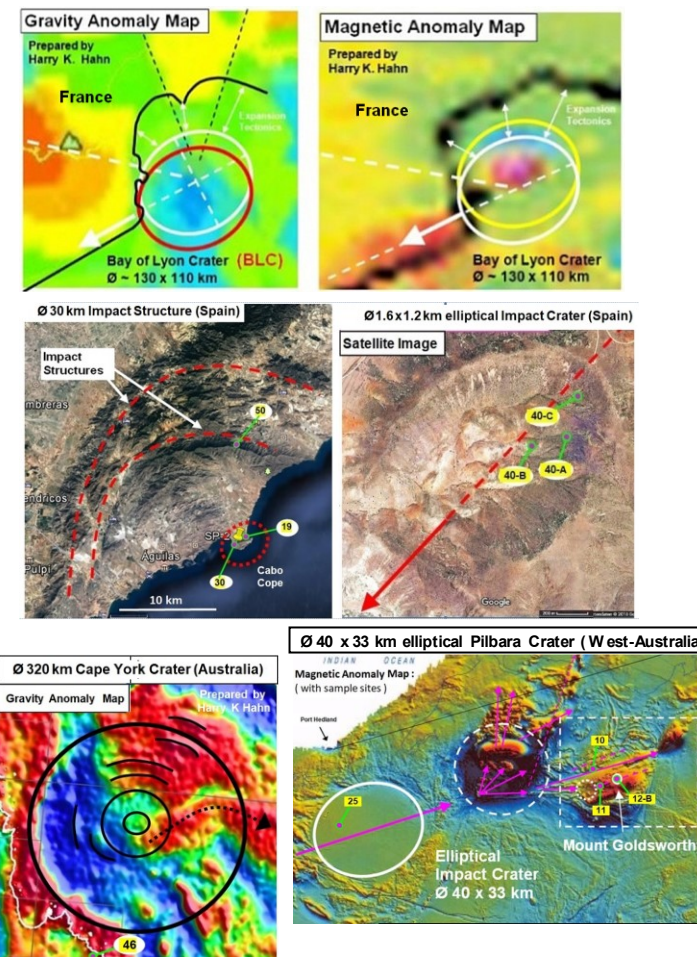 Gravity Anomaly Map
Prepared by
Harry K. Hahn
France
Expansion
Tectonics
Bay of Lyon Crater (BLC)
Ø ~ 130 x 110 km
Magnetic Anomaly Map
Prepared by
Harry K. Hahn
France
Expansion
Tectonics
Bay of Lyon Crater
Ø ~ 130 x 110 km
Ø 30 km Impact Structure (Spain)
Impact
Structures
mbreras
50
endricos
SP 2
19
Águilas
Pulpi
30
Cabo
Cope
10 km
Ø1.6 x 1.2 km elliptical Impact Crater (Spain)
Satellite Image
40-C
40-B
40-A
Google
Ø 320 km Cape York Crater (Australia)
Gravity Anomaly Map
Prepared by
Harry K Hahn
46
Ø 40 x 33 km elliptical Pilbara Crater ( West-Australia
INDIAN OCEAN
Magnetic Anomaly Map :
( with sample sites )
Port Hedland
25
10
11
12-B
Mount Goldsworth
Elliptical
Impact Crater
Ø 40 x 33 km